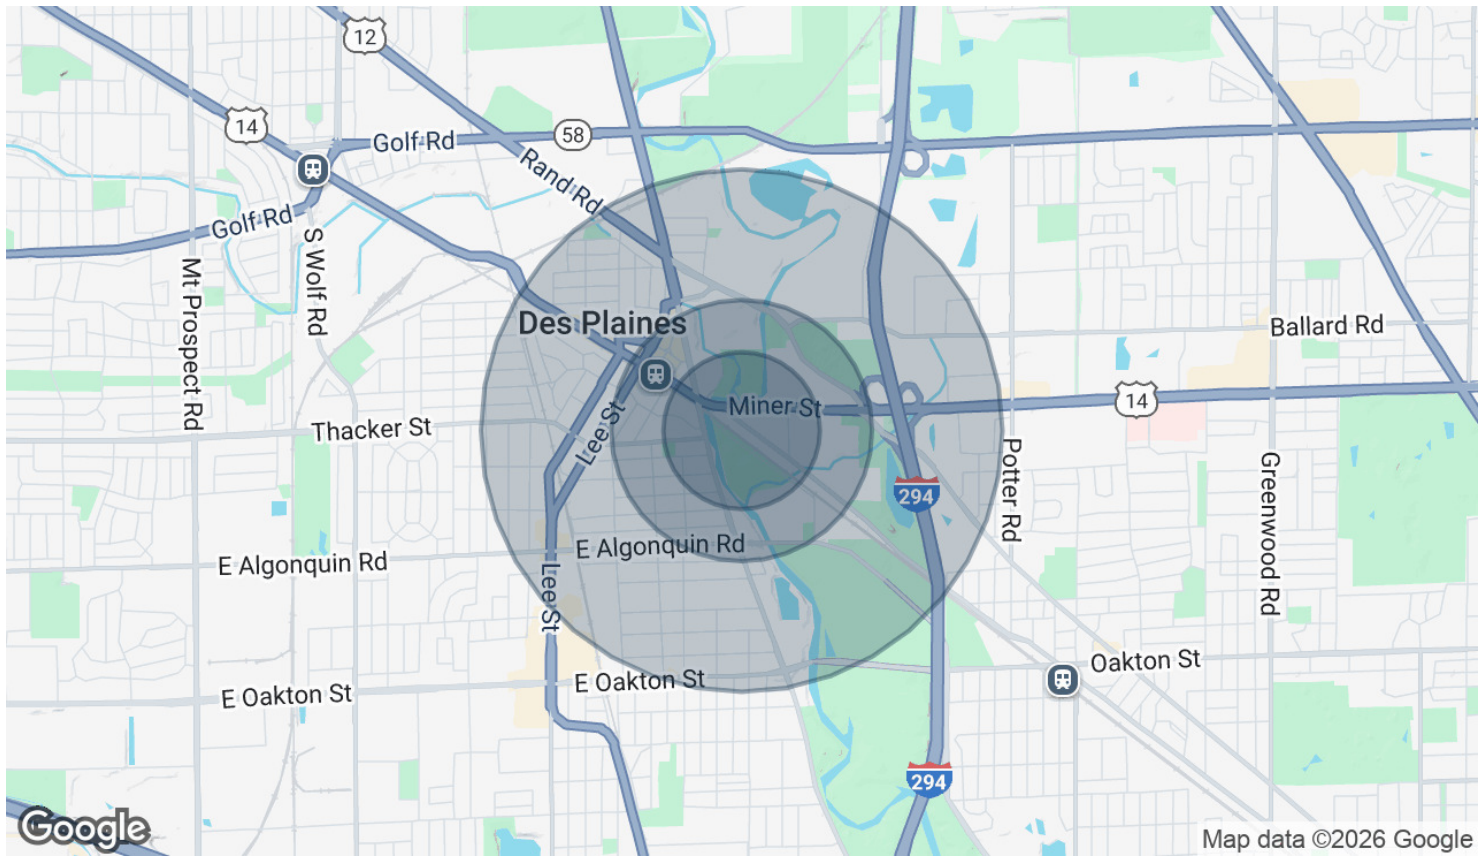 12
14
Golf Rd
58
Rand Rd
Golf Rd
S Wolf Rd
Mt Prospect Rd
Des Plaines
Ballard Rd
14
Miner St
Lee St
Thacker St
Potter Rd
Greenwood Rd
294
E Algonquin Rd
E Algonquin Rd
Lee St
Oakton St
E Oakton St
E Oakton St
294
Google
Map data ©2026 Google